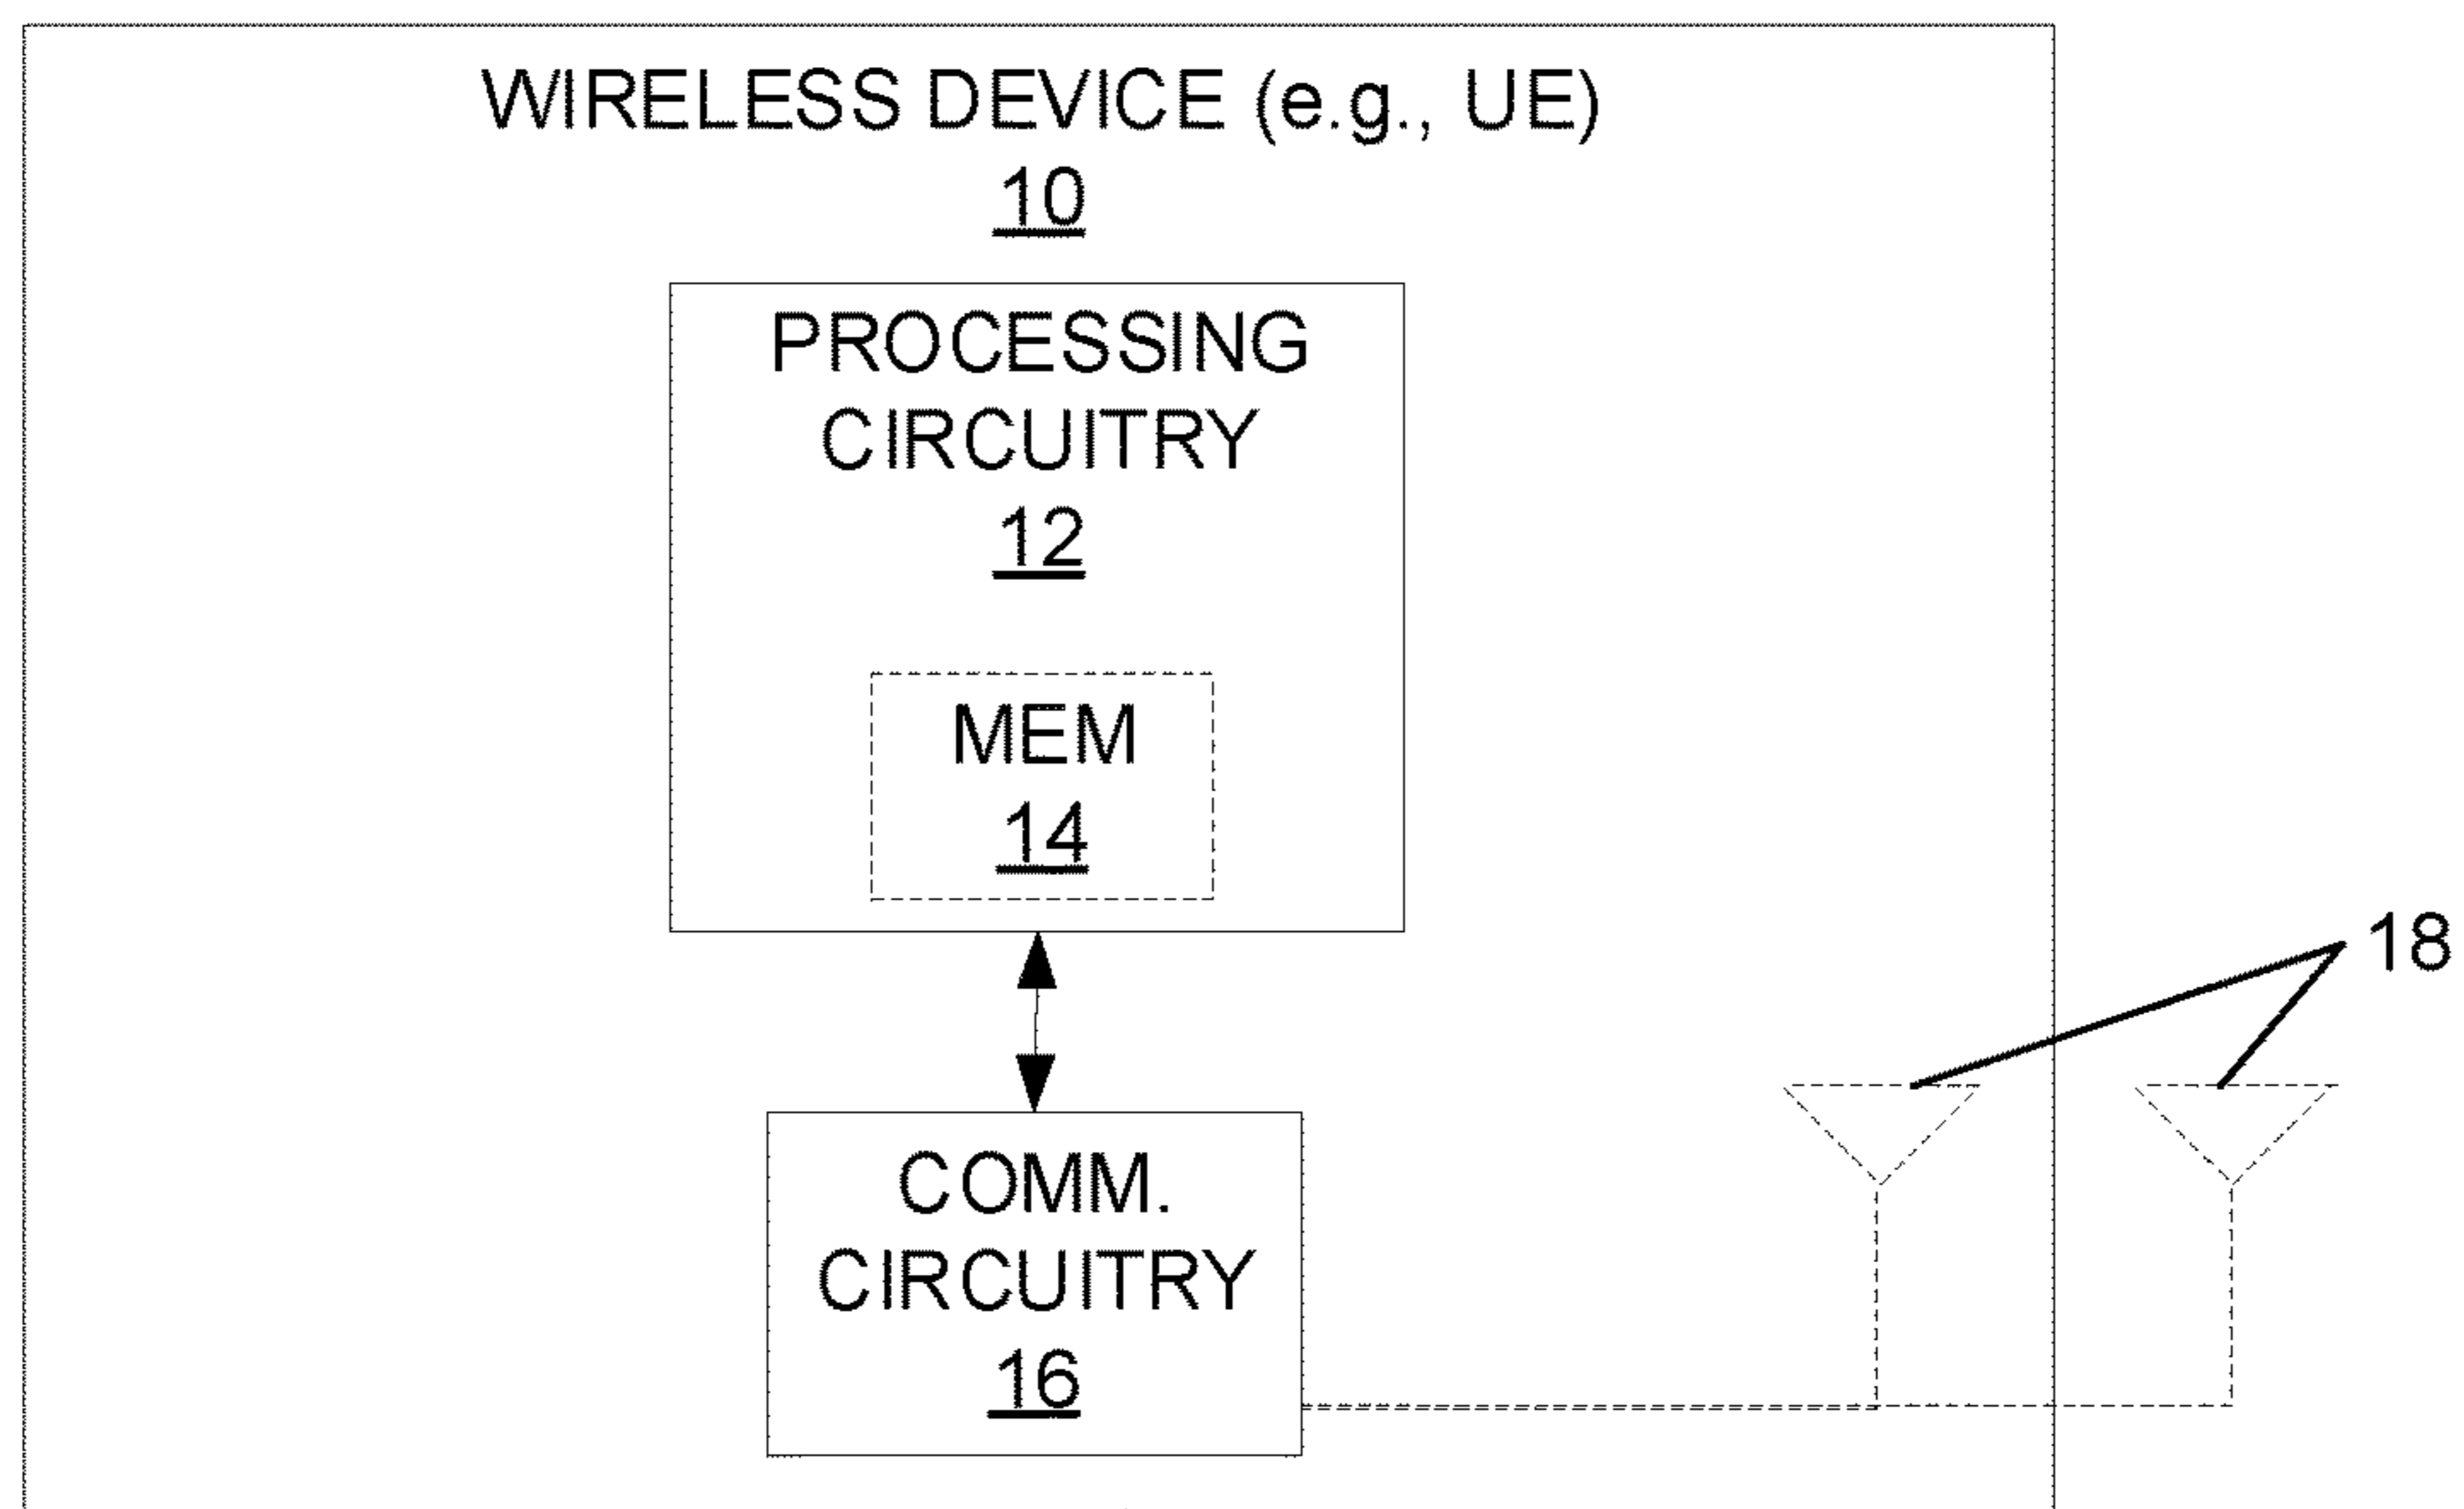 WIRELESS DEVICE (e.g., UE)
10
PROCESSING
CIRCUITRY
12
MEM
14
18
COMM.
CIRCUITRY
16